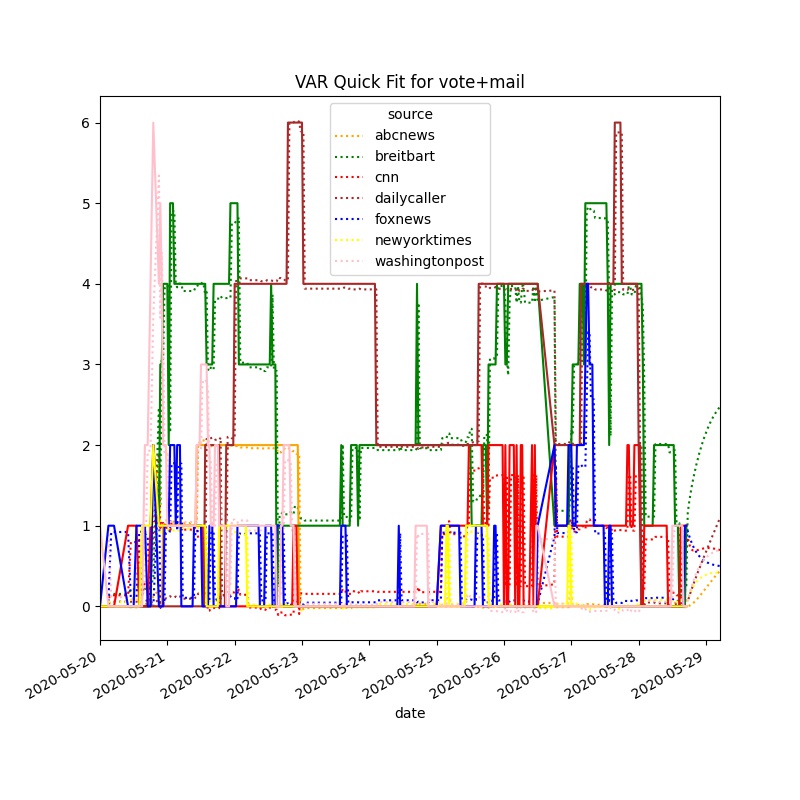 VAR Quick Fit for vote+mail
source
abcnews
breitbart
cnn
dailycaller
foxnews
newyorktimes
washingtonpost
6
5
4
3
2
1
0
2020-05-20
2020-05-21
2020-05-22
2020-05-23
2020-05-24
2020-05-25
2020-05-26
2020-05-27
2020-05-28
2020-05-29
date